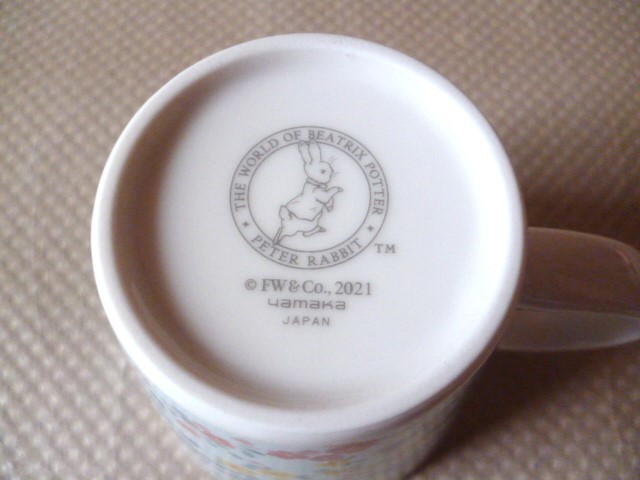 THE WORLD OF BEATRIX POTTER
PETER RABBIT
TM
© FW & Co., 2021
yamaka
JAPAN